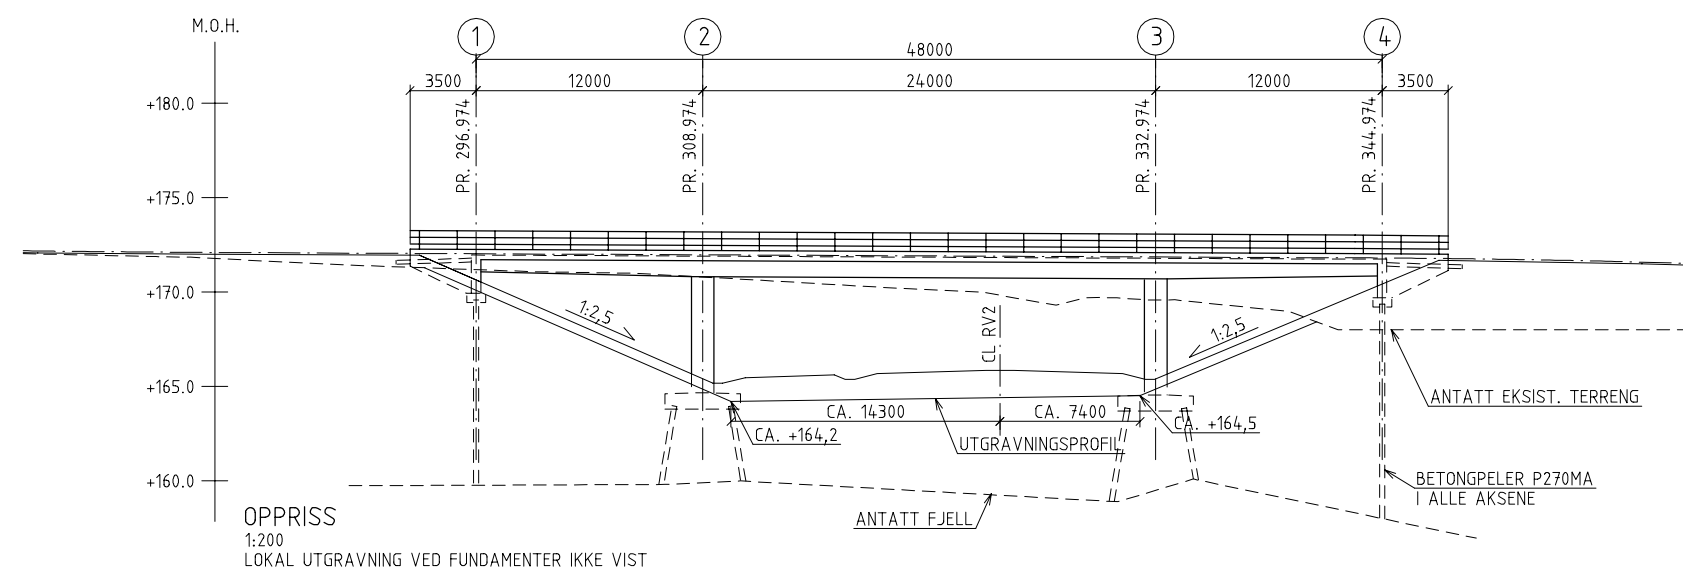 M.O.H.
1
2
3
4
48000
3500
12000
24000
12000
3500
+180.0
+175.0
+170.0
+165.0
+160.0
PR. 296.974
PR. 308.974
PR. 332.974
PR. 344.974
1:2,5
CL RV2
1:2,5
ANTATT EKSIST. TERRENG
CA. 14300
CA. 7400
CA. +164,2
CA. +164,5
UTGRAVNINGSPROFIL
BETONGPELER P270MA
I ALLE AKSENE
ANTATT FJELL
OPPRISS
1:200
LOKAL UTGRAVNING VED FUNDAMENTER IKKE VIST